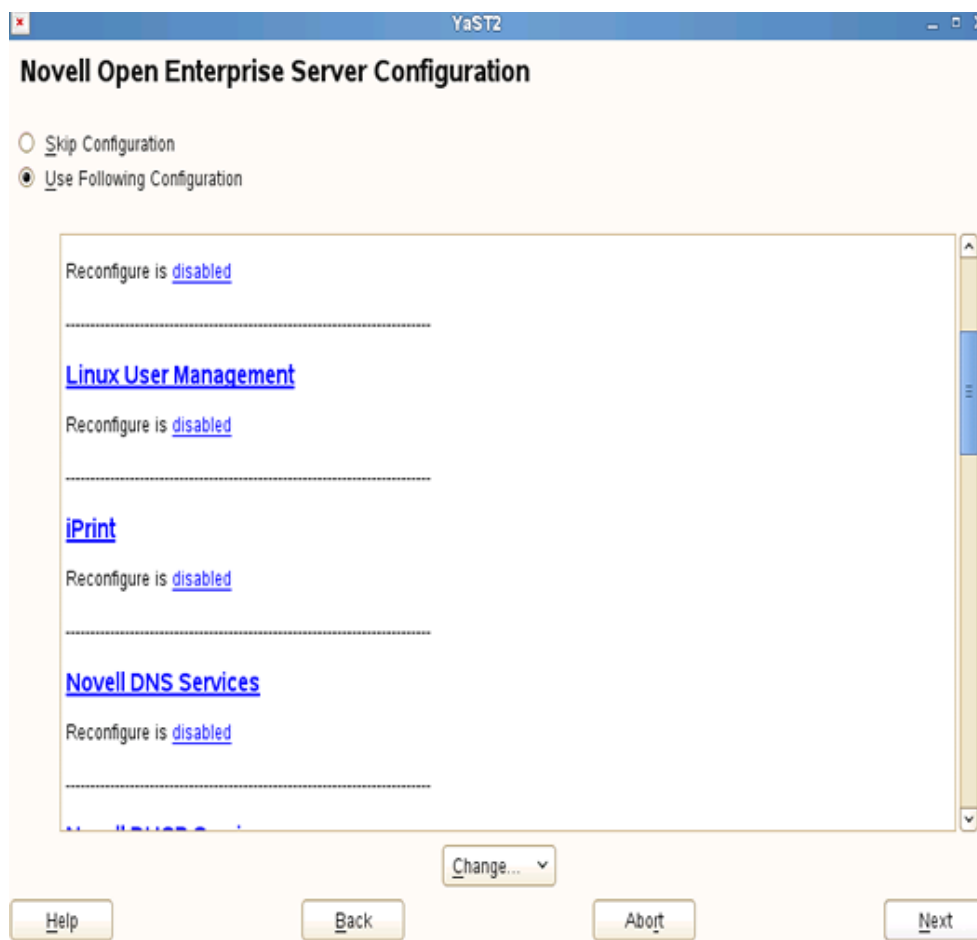 YaST2
Novell Open Enterprise Server Configuration
Skip Configuration
Use Following Configuration
Reconfigure is disabled
--------------------------------------------------------------------------------
Linux User Management
Reconfigure is disabled
--------------------------------------------------------------------------------
iPrint
Reconfigure is disabled
--------------------------------------------------------------------------------
Novell DNS Services
Reconfigure is disabled
--------------------------------------------------------------------------------
Change...
Help Back Abort Next